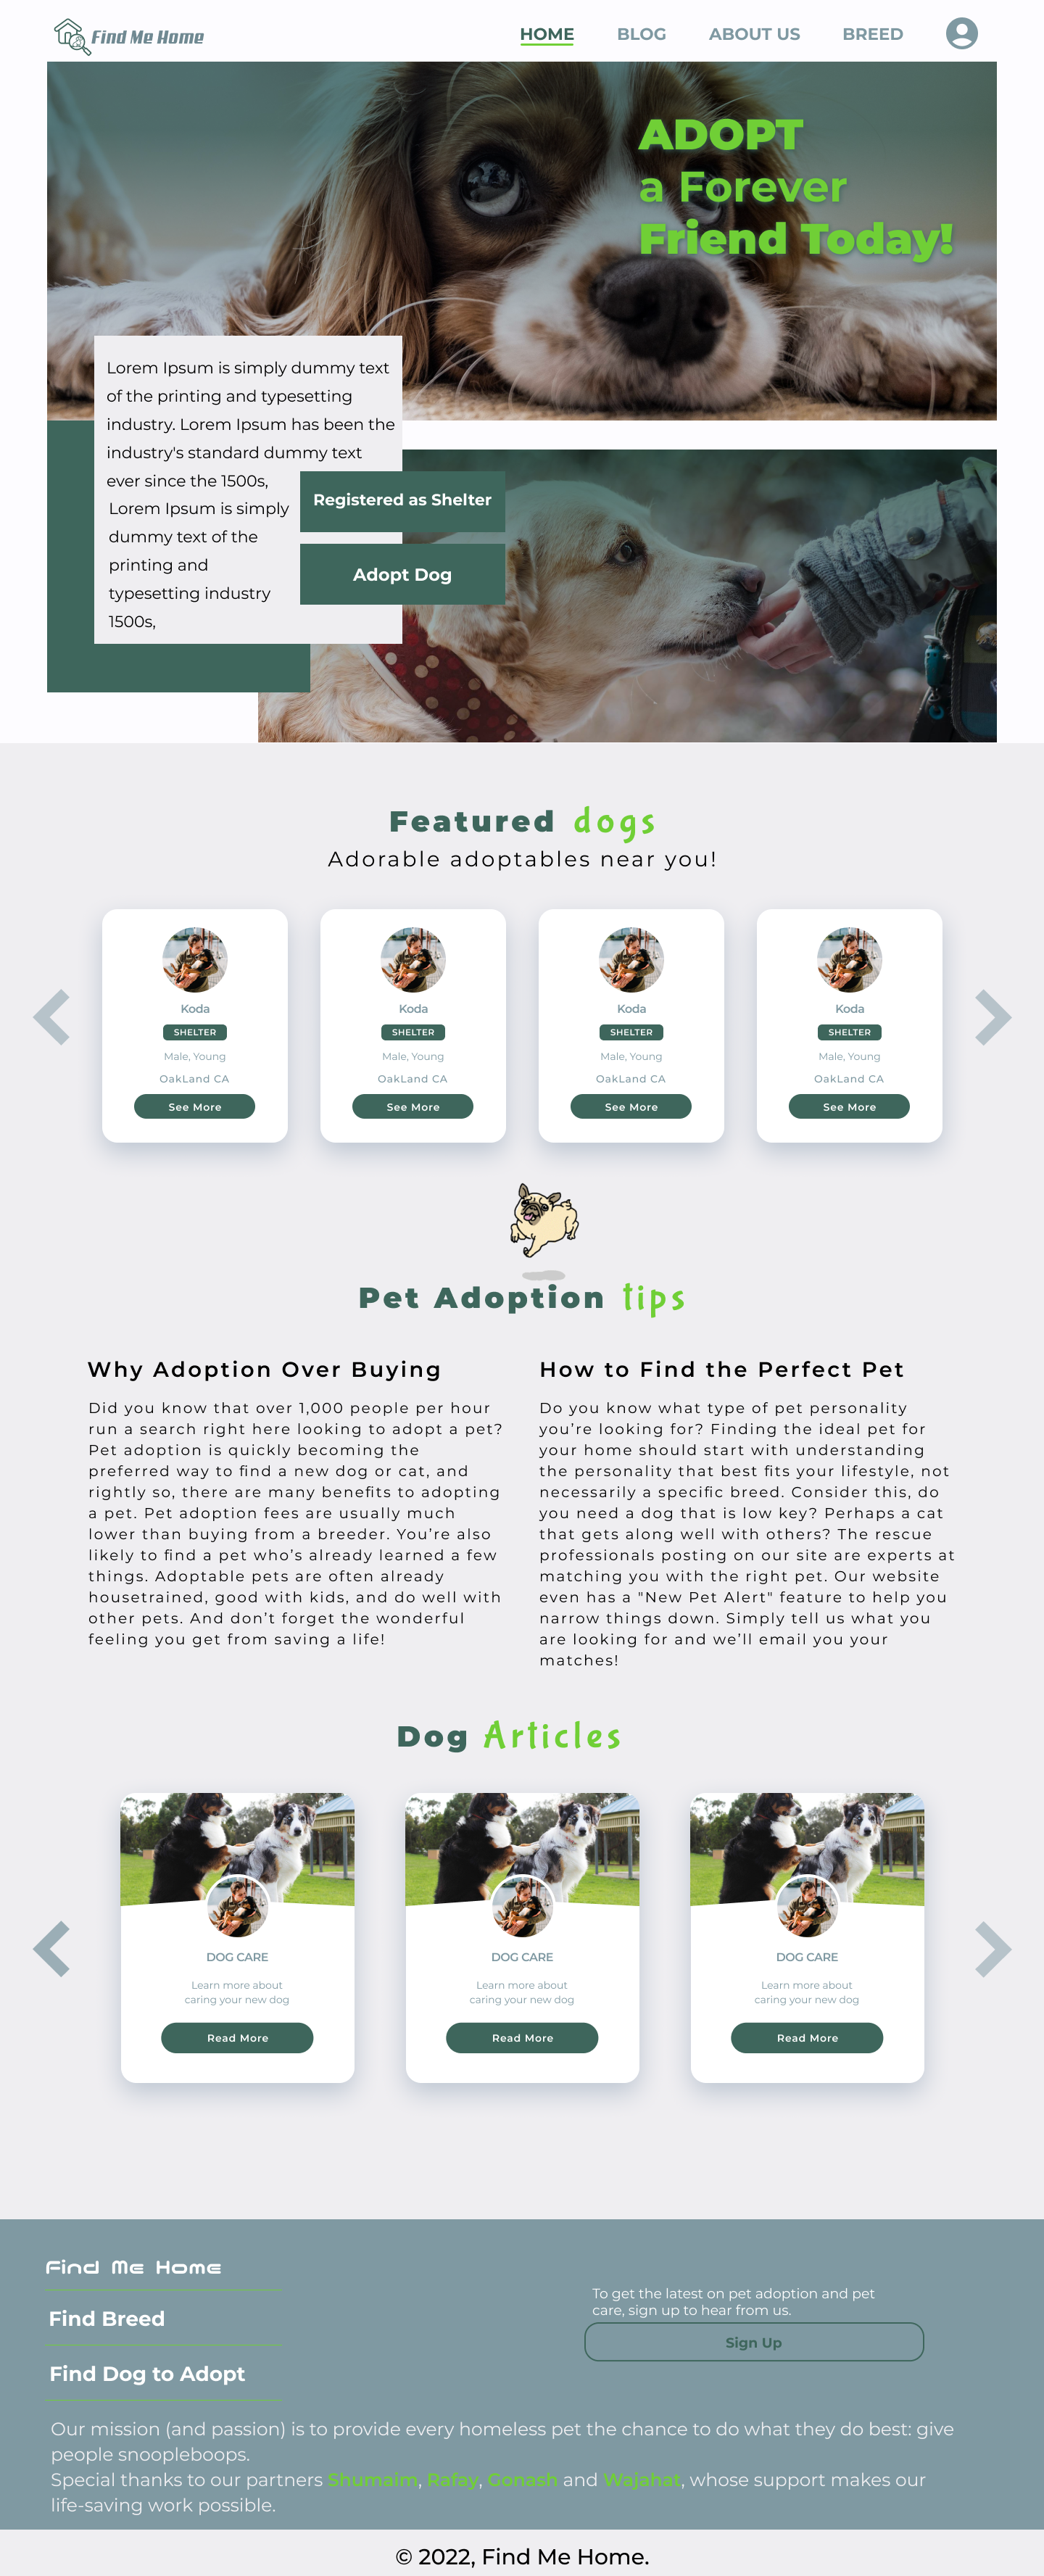 Find Me Home
HOME BLOG ABOUT US BREED
ADOPT
a Forever
Friend Today!
Lorem Ipsum is simply dummy text
of the printing and typesetting
industry. Lorem Ipsum has been the
industry's standard dummy text
ever since the 1500s,
Lorem Ipsum is simply
dummy text of the
printing and
typesetting industry
1500s,
Registered as Shelter
Adopt Dog
Featured dogs
Adorable adoptables near you!
Koda
SHELTER
Male, Young
OakLand CA
See More
Koda
SHELTER
Male, Young
OakLand CA
See More
Koda
SHELTER
Male, Young
OakLand CA
See More
Koda
SHELTER
Male, Young
OakLand CA
See More
Pet Adoption tips
Why Adoption Over Buying
Did you know that over 1,000 people per hour
run a search right here looking to adopt a pet?
Pet adoption is quickly becoming the
preferred way to find a new dog or cat, and
rightly so, there are many benefits to adopting
a pet. Pet adoption fees are usually much
lower than buying from a breeder. You’re also
likely to find a pet who’s already learned a few
things. Adoptable pets are often already
housetrained, good with kids, and do well with
other pets. And don’t forget the wonderful
feeling you get from saving a life!
How to Find the Perfect Pet
Do you know what type of pet personality
you’re looking for? Finding the ideal pet for
your home should start with understanding
the personality that best fits your lifestyle, not
necessarily a specific breed. Consider this, do
you need a dog that is low key? Perhaps a cat
that gets along well with others? The rescue
professionals posting on our site are experts at
matching you with the right pet. Our website
even has a "New Pet Alert" feature to help you
narrow things down. Simply tell us what you
are looking for and we’ll email you your
matches!
Dog Articles
DOG CARE
Learn more about
caring your new dog
Read More
DOG CARE
Learn more about
caring your new dog
Read More
DOG CARE
Learn more about
caring your new dog
Read More
Find Me Home
Find Breed
Find Dog to Adopt
To get the latest on pet adoption and pet
care, sign up to hear from us.
Sign Up
Our mission (and passion) is to provide every homeless pet the chance to do what they do best: give
people snoopleboops.
Special thanks to our partners Shumaim, Rafay, Gonash and Wajahat, whose support makes our
life-saving work possible.
© 2022, Find Me Home.